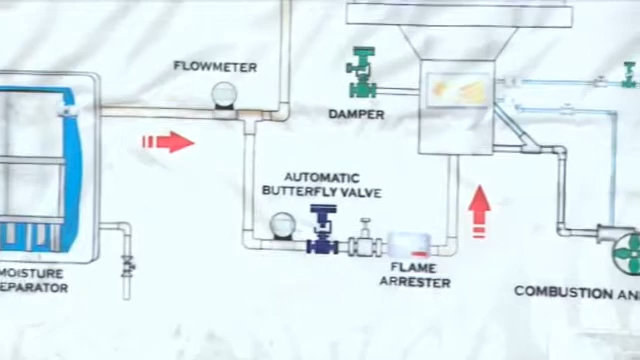 FLOWMETER
DAMPER
AUTOMATIC
BUTTERFLY VALVE
FLAME
ARRESTER
MOISTURE
EPARATOR
COMBUSTION AN